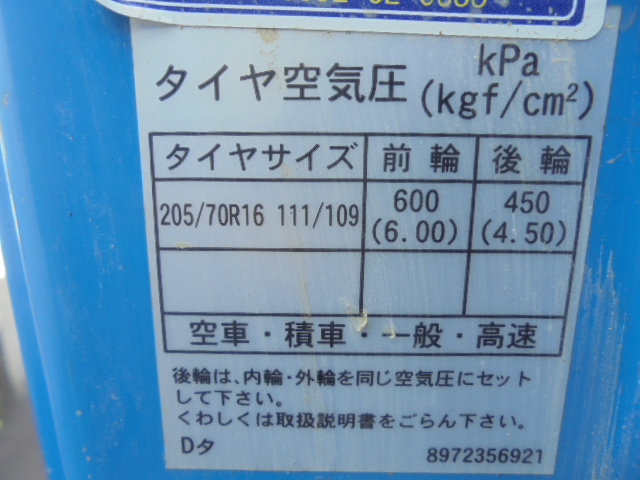 タイヤ空気圧 kPa
(kgf/cm²)
タイヤサイズ 前輪 後輪
205/70R16 111/109 600 450
(6.00) (4.50)
空車・積車・一般・高速
後輪は、内輪・外輪を同じ空気圧にセット
して下さい。
くわしくは取扱説明書をごらん下さい。
Dタ 8972356921